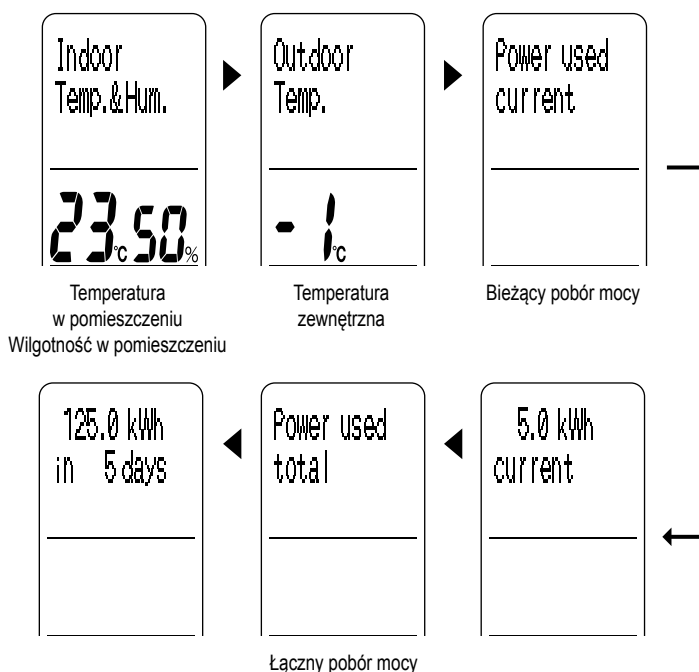 Indoor
Temp.&Hum.
23°C 50%
Temperatura
w pomieszczeniu
Wilgotność w pomieszczeniu
Outdoor
Temp.
-1°C
Temperatura
zewnętrzna
Power used
current
Bieżący pobór mocy
5.0 kWh
current
Power used
total
Łączny pobór mocy
125.0 kWh
in 5 days